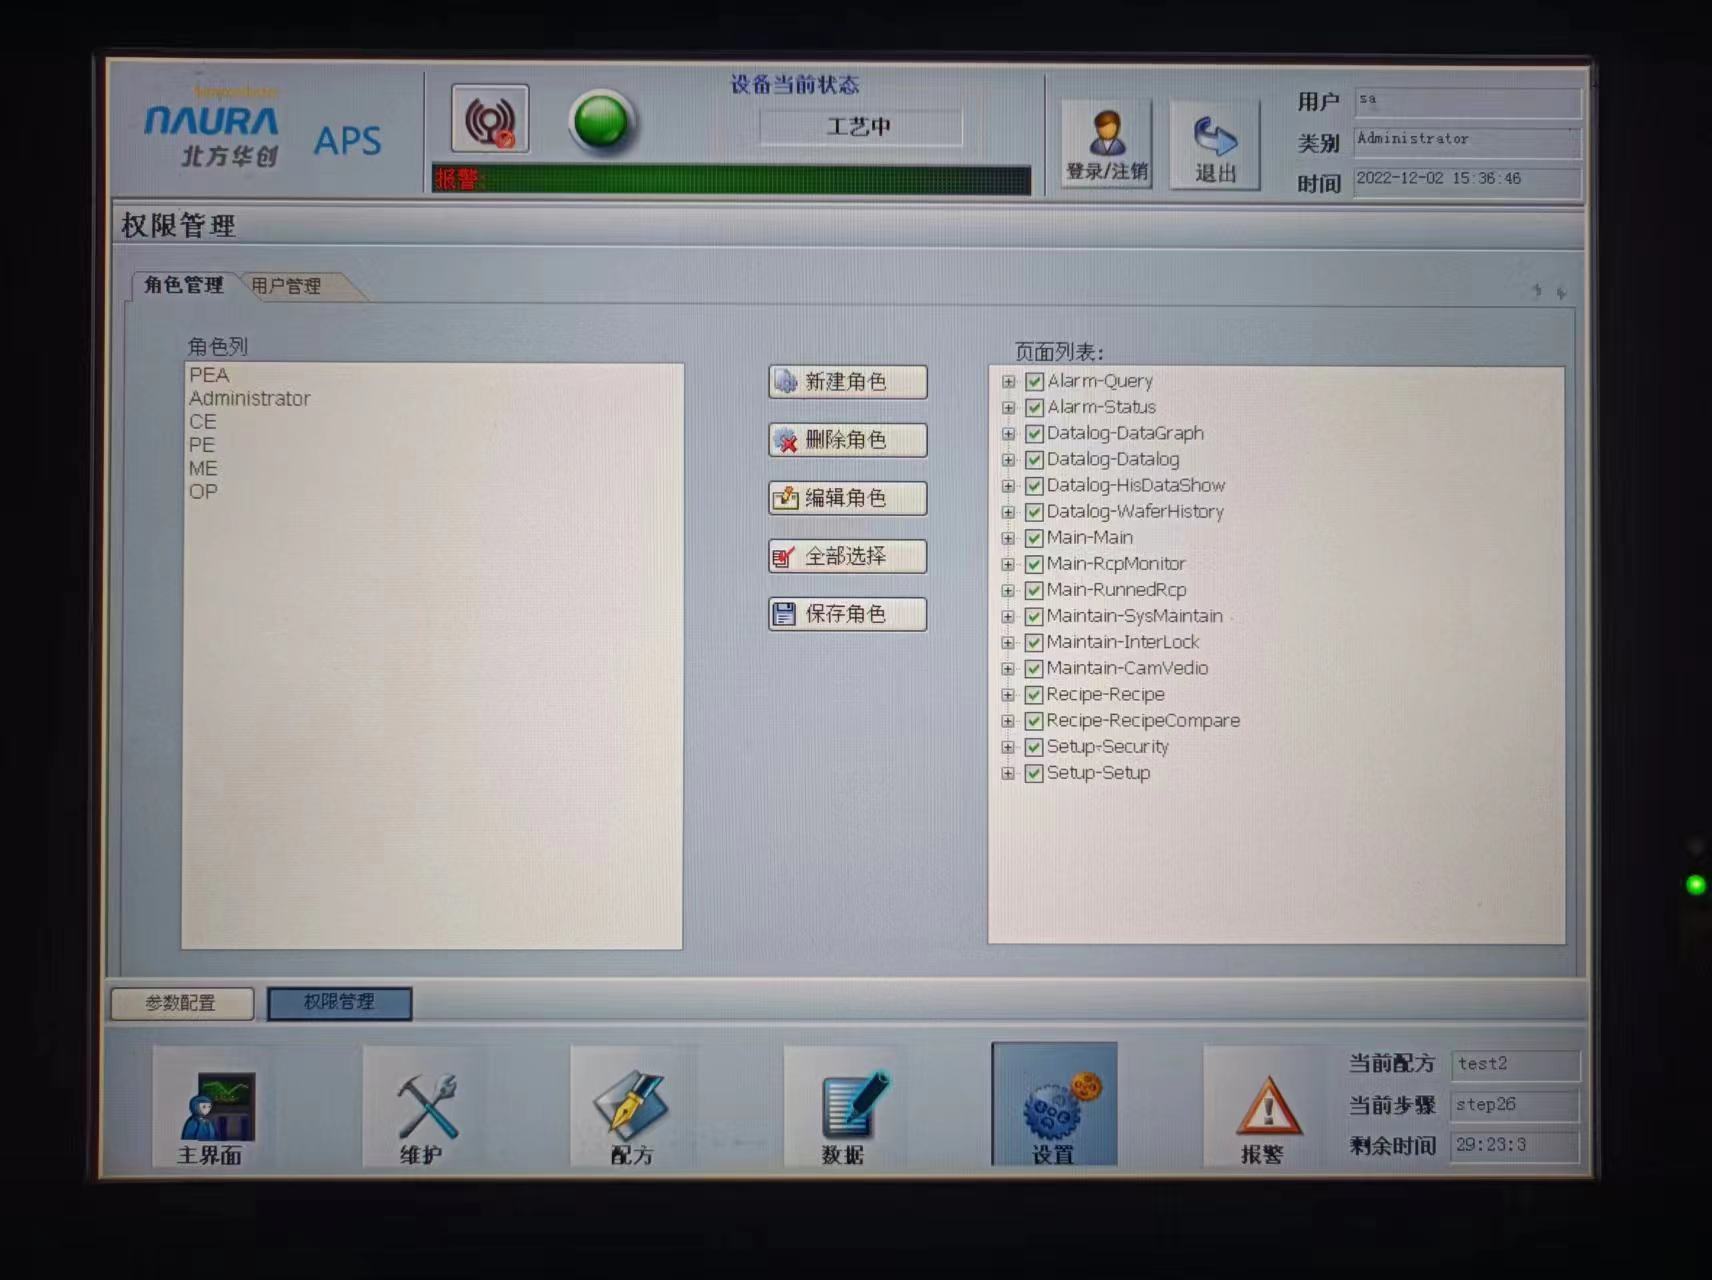 NAURA
北方华创
APS
设备当前状态
工艺中
报警:
登录/注销
退出
用户 sa
类别 Administrator
时间 2022-12-02 15:36:46
权限管理
角色管理
用户管理
角色列
PEA
Administrator
CE
PE
ME
OP
新建角色
删除角色
编辑角色
全部选择
保存角色
页面列表:
Alarm-Query
Alarm-Status
Datalog-DataGraph
Datalog-Datalog
Datalog-HisDataShow
Datalog-WaferHistory
Main-Main
Main-RcpMonitor
Main-RunnedRcp
Maintain-SysMaintain
Maintain-InterLock
Maintain-CamVedio
Recipe-Recipe
Recipe-RecipeCompare
Setup-Security
Setup-Setup
参数配置
权限管理
主界面
维护
配方
数据
设置
报警
当前配方 test2
当前步骤 step26
剩余时间 29:23:3